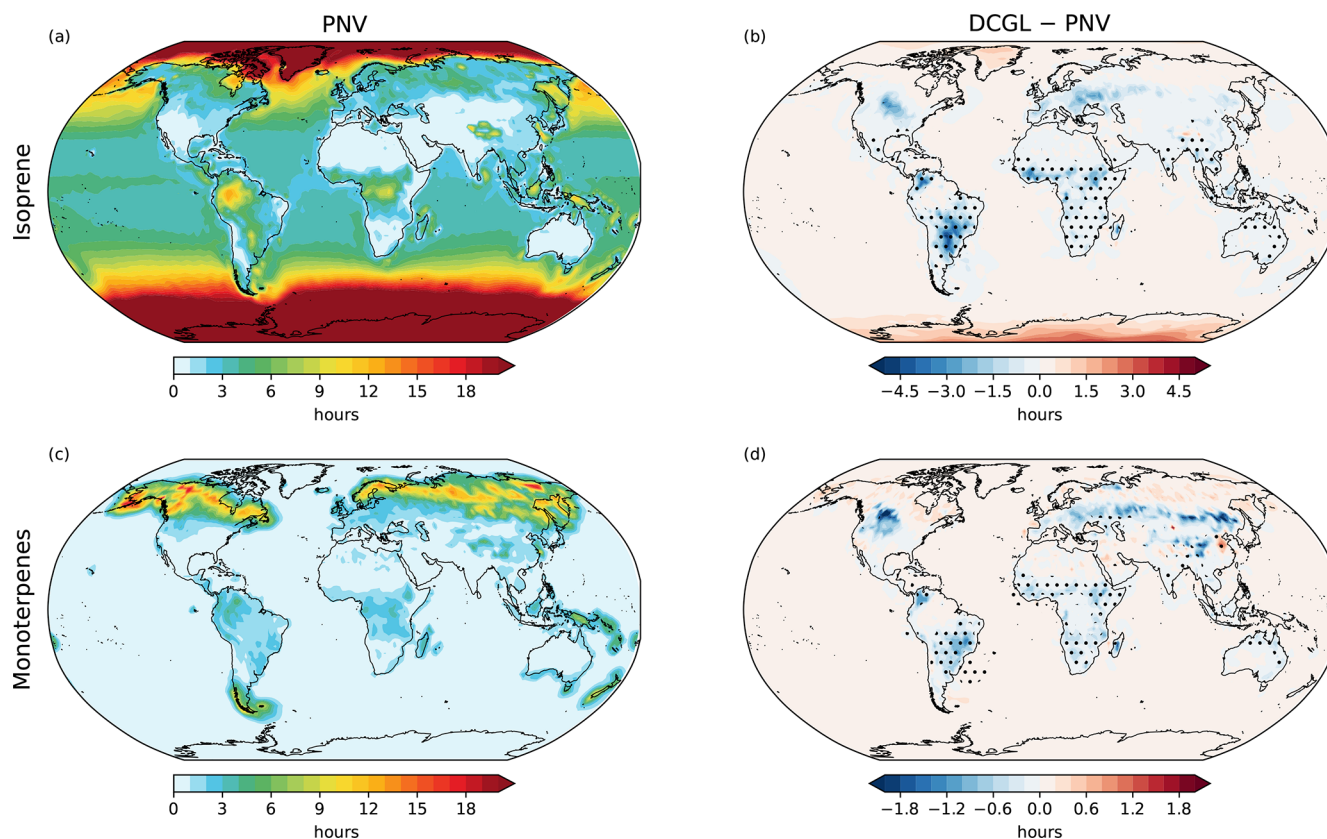 PNV
DCGL − PNV
(a)
(b)
Isoprene
0 3 6 9 12 15 18
hours
−4.5 −3.0 −1.5 0.0 1.5 3.0 4.5
hours
(c)
(d)
Monoterpenes
0 3 6 9 12 15 18
hours
−1.8 −1.2 −0.6 0.0 0.6 1.2 1.8
hours